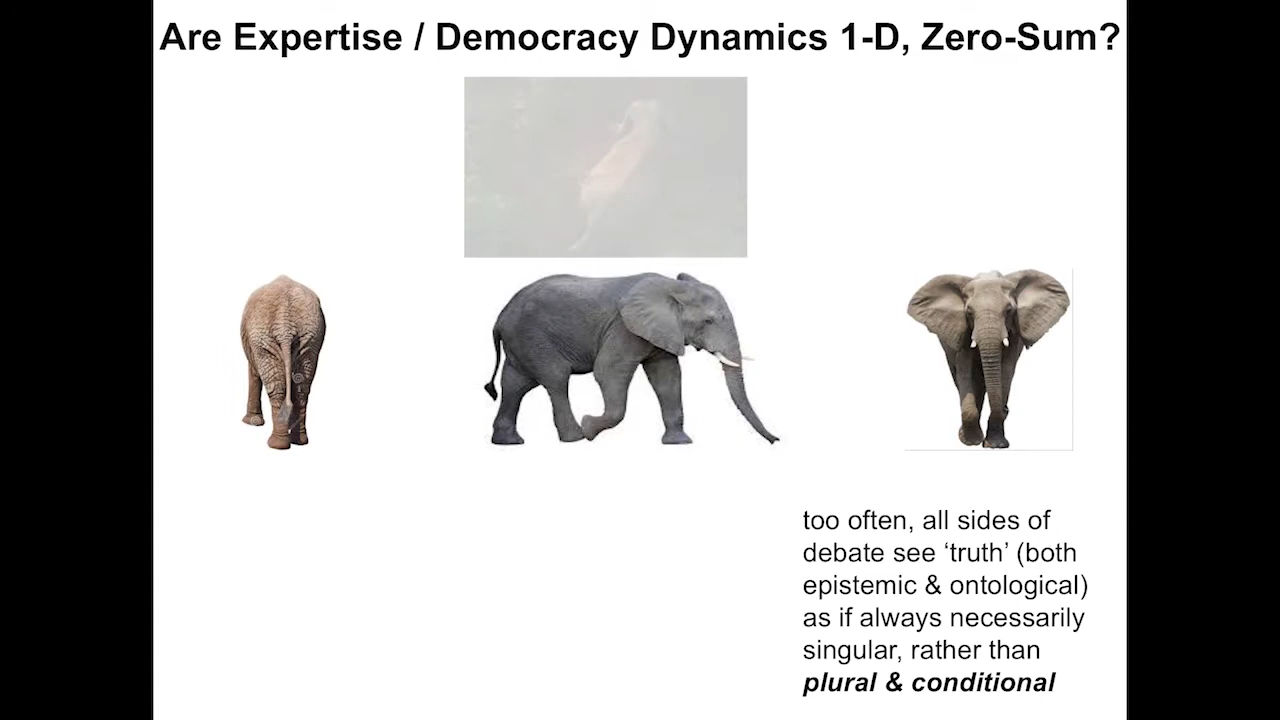 Are Expertise / Democracy Dynamics 1-D, Zero-Sum?
too often, all sides of
debate see ‘truth’ (both
epistemic & ontological)
as if always necessarily
singular, rather than
plural & conditional